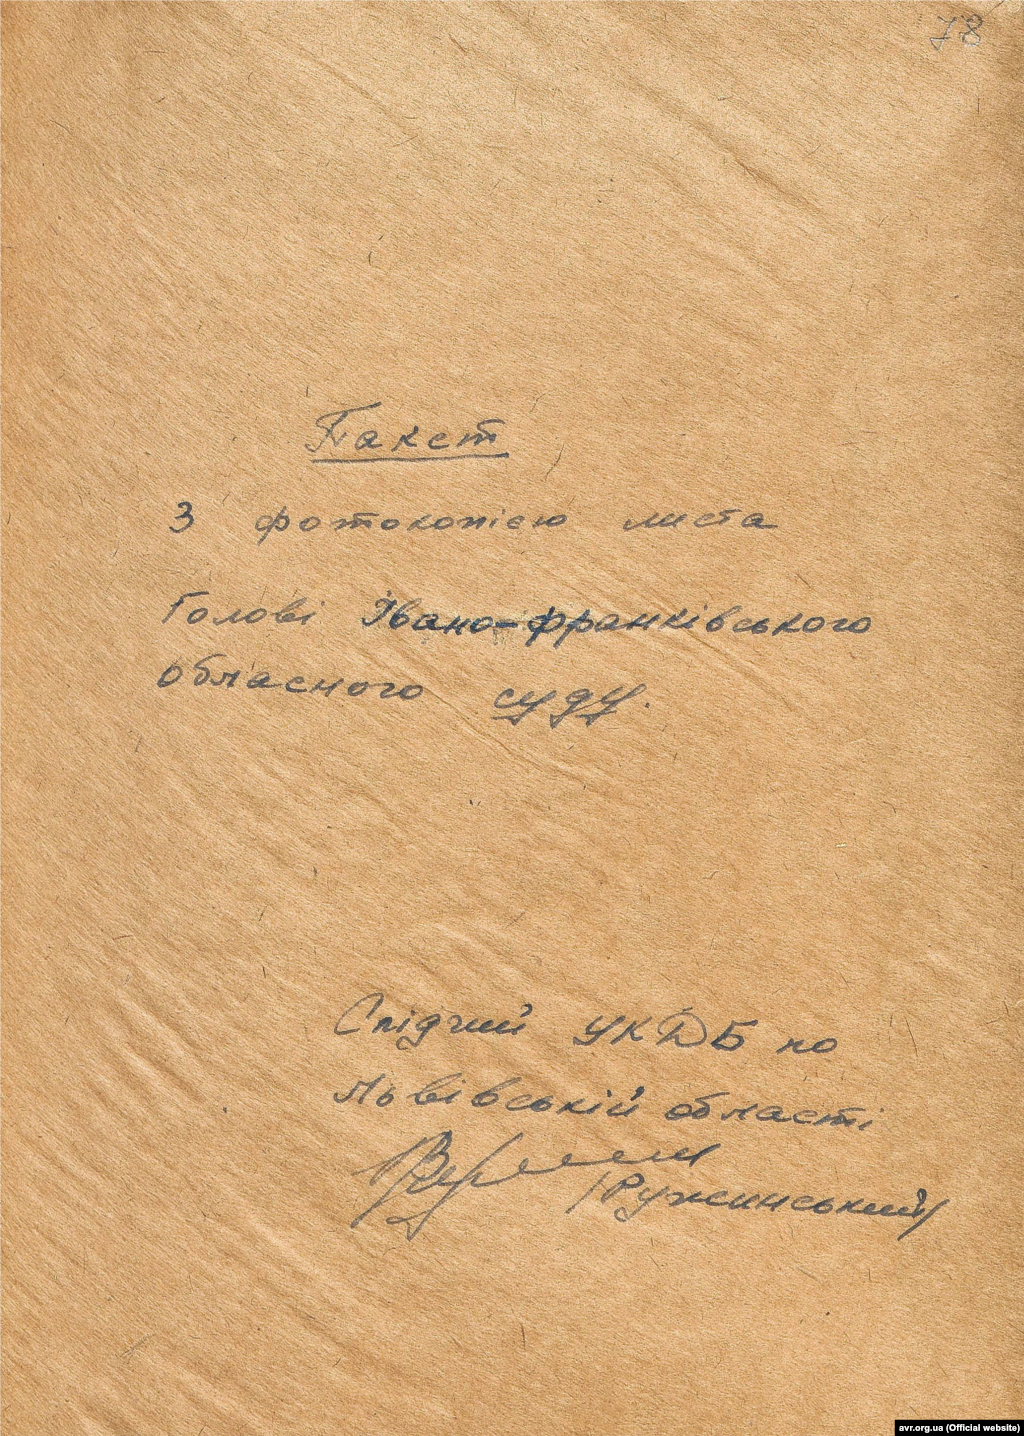 78
Пакет
З фотокопією листа
Голові Івано-франківського
обласного суду.
Слідчий УКДБ по
Львівській області
/Ружинський/
avr.org.ua (Official website)